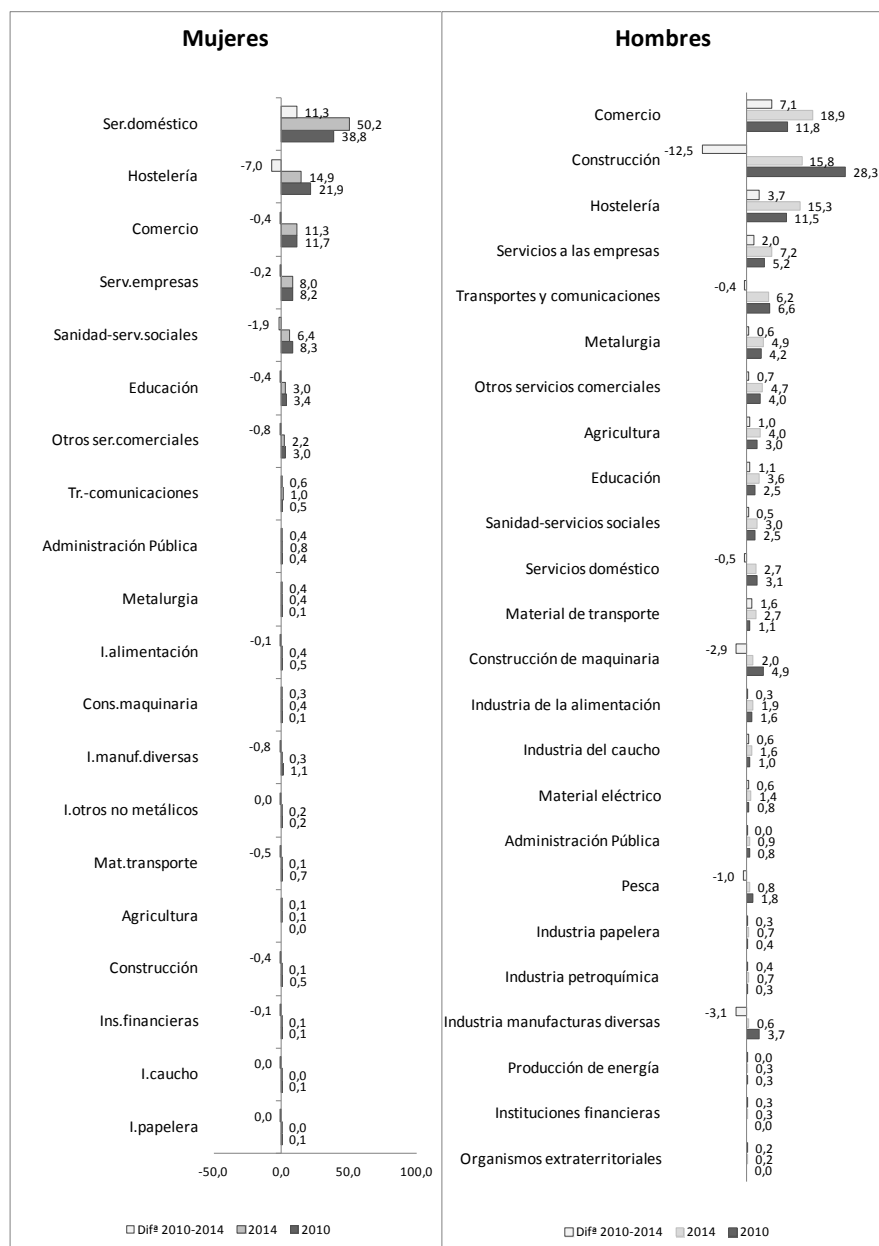 Mujeres
Ser.doméstico
11,3
50,2
38,8
Hostelería
-7,0
14,9
21,9
Comercio
-0,4
11,3
11,7
Serv.empresas
-0,2
8,0
8,2
Sanidad-serv.sociales
-1,9
6,4
8,3
Educación
-0,4
3,0
3,4
Otros ser.comerciales
-0,8
2,2
3,0
Tr.-comunicaciones
0,6
1,0
0,5
Administración Pública
0,4
0,8
0,4
Metalurgia
0,4
0,4
0,1
I.alimentación
-0,1
0,4
0,5
Cons.maquinaria
0,3
0,4
0,1
I.manuf.diversas
-0,8
0,3
1,1
I.otros no metálicos
0,0
0,2
0,2
Mat.transporte
-0,5
0,1
0,7
Agricultura
0,1
0,1
0,0
Construcción
-0,4
0,1
0,5
Ins.financieras
-0,1
0,1
0,1
I.caucho
0,0
0,0
0,1
I.papelera
0,0
0,0
0,1
-50,0 0,0 50,0 100,0
Difª 2010-2014 2014 2010
Hombres
Comercio
7,1
18,9
11,8
Construcción
-12,5
15,8
28,3
Hostelería
3,7
15,3
11,5
Servicios a las empresas
2,0
7,2
5,2
Transportes y comunicaciones
-0,4
6,2
6,6
Metalurgia
0,6
4,9
4,2
Otros servicios comerciales
0,7
4,7
4,0
Agricultura
1,0
4,0
3,0
Educación
1,1
3,6
2,5
Sanidad-servicios sociales
0,5
3,0
2,5
Servicios doméstico
-0,5
2,7
3,1
Material de transporte
1,6
2,7
1,1
Construcción de maquinaria
-2,9
2,0
4,9
Industria de la alimentación
0,3
1,9
1,6
Industria del caucho
0,6
1,6
1,0
Material eléctrico
0,6
1,4
0,8
Administración Pública
0,0
0,9
0,8
Pesca
-1,0
0,8
1,8
Industria papelera
0,3
0,7
0,4
Industria petroquímica
0,4
0,7
0,3
Industria manufacturas diversas
-3,1
0,6
3,7
Producción de energía
0,0
0,3
0,3
Instituciones financieras
0,3
0,3
0,0
Organismos extraterritoriales
0,2
0,2
0,0
Difª 2010-2014 2014 2010